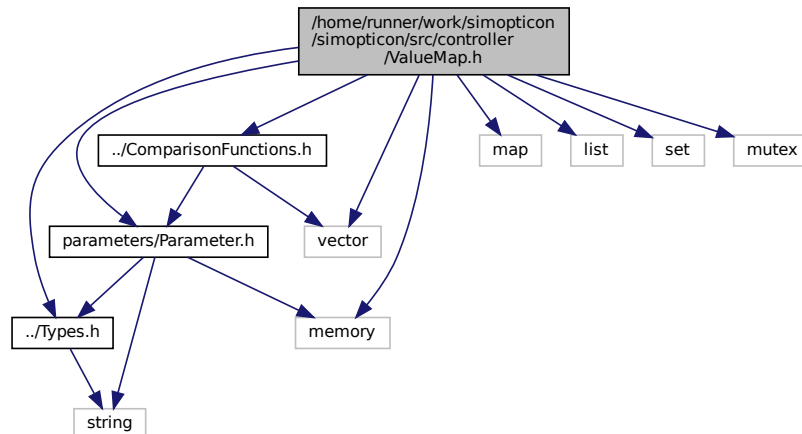 /home/runner/work/simopticon
/simopticon/src/controller
/ValueMap.h
../ComparisonFunctions.h
map
list
set
mutex
parameters/Parameter.h
vector
../Types.h
memory
string